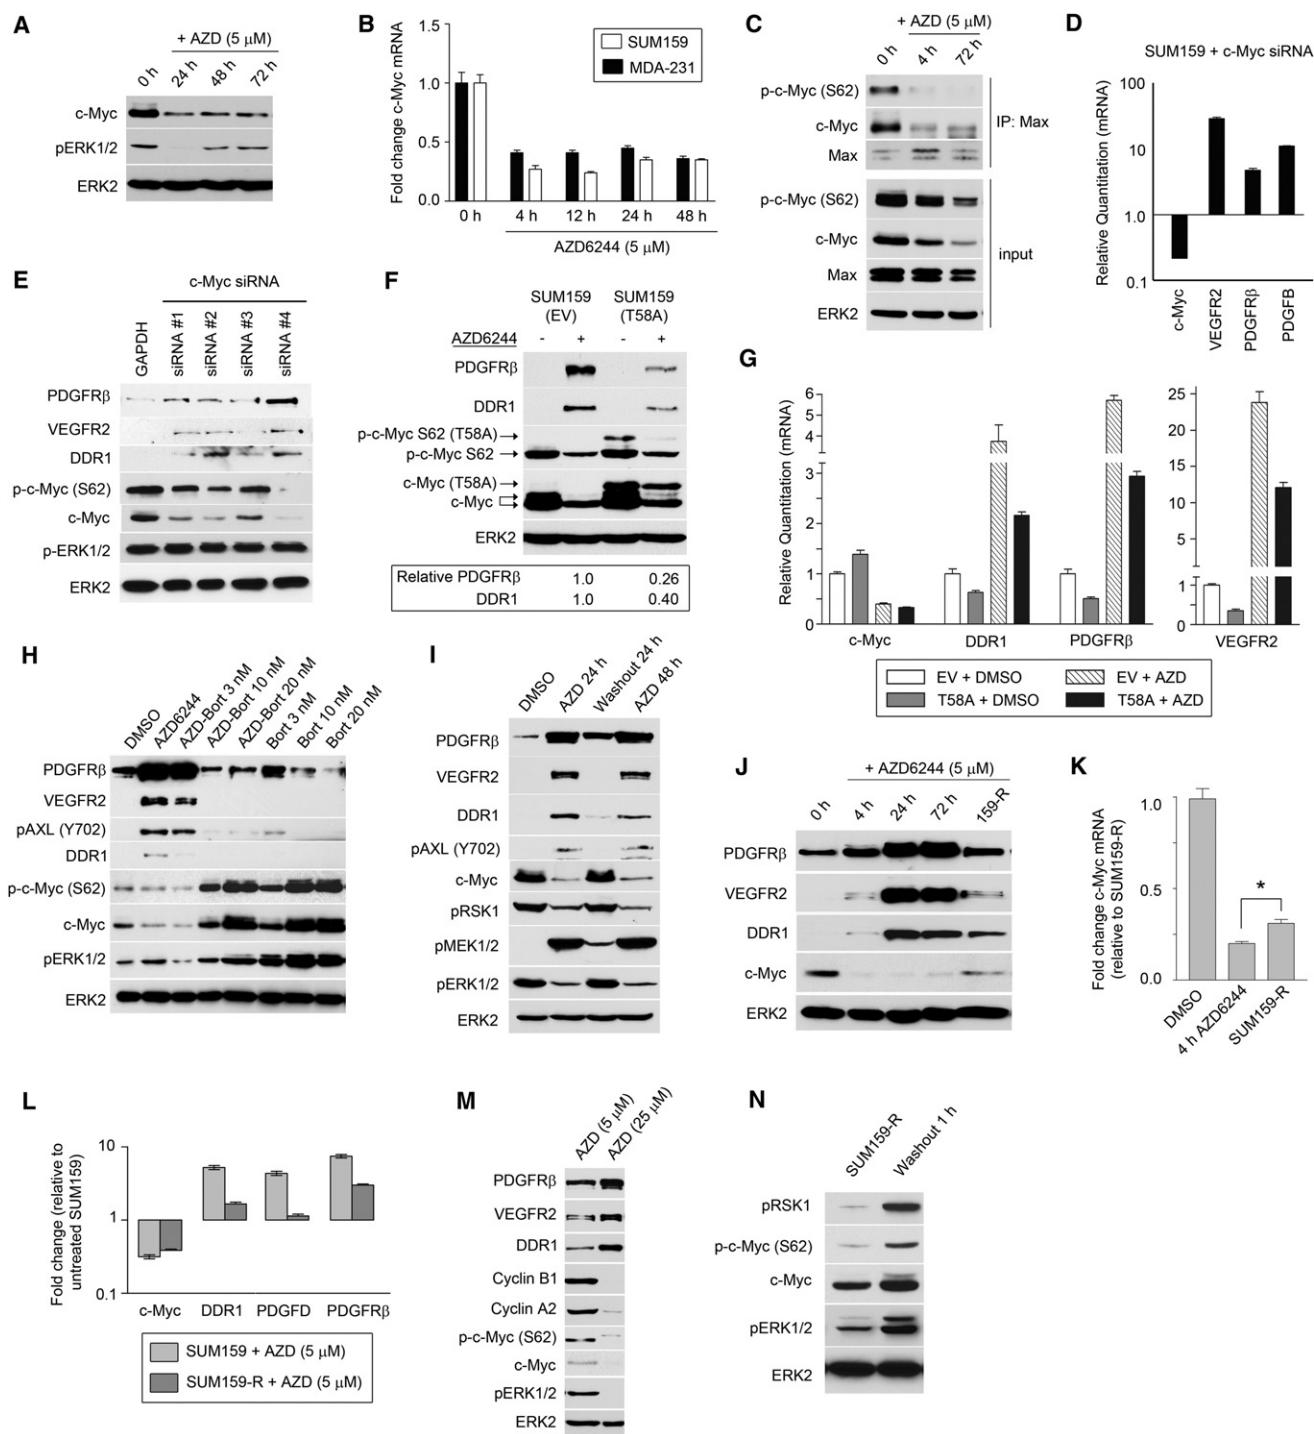 A
+ AZD (5 μM)
0 h 24 h 48 h 72 h
c-Myc
pERK1/2
ERK2
B
Fold change c-Myc mRNA
1.5
1.0
0.5
0.0
SUM159
MDA-231
0 h 4 h 12 h 24 h 48 h
AZD6244 (5 μM)
C
+ AZD (5 μM)
0 h 4 h 72 h
p-c-Myc (S62)
c-Myc
Max
IP: Max
p-c-Myc (S62)
c-Myc
Max
ERK2
input
D
SUM159 + c-Myc siRNA
Relative Quantitation (mRNA)
100
10
1.0
0.1
c-Myc VEGFR2 PDGFRβ PDGFB
E
c-Myc siRNA
GAPDH siRNA #1 siRNA #2 siRNA #3 siRNA #4
PDGFRβ
VEGFR2
DDR1
p-c-Myc (S62)
c-Myc
p-ERK1/2
ERK2
F
SUM159 (EV) SUM159 (T58A)
AZD6244 - + - +
PDGFRβ
DDR1
p-c-Myc S62 (T58A)
p-c-Myc S62
c-Myc (T58A)
c-Myc
ERK2
Relative PDGFRβ 1.0 0.26
DDR1 1.0 0.40
G
Relative Quantitation (mRNA)
6
5
4
3
2
1
0
c-Myc DDR1 PDGFRβ
25
20
15
10
5
1
0
VEGFR2
EV + DMSO EV + AZD
T58A + DMSO T58A + AZD
H
DMSO AZD6244 AZD-Bort 3 nM AZD-Bort 10 nM AZD-Bort 20 nM Bort 3 nM Bort 10 nM Bort 20 nM
PDGFRβ
VEGFR2
pAXL (Y702)
DDR1
p-c-Myc (S62)
c-Myc
pERK1/2
ERK2
I
DMSO AZD 24 h Washout 24 h AZD 48 h
PDGFRβ
VEGFR2
DDR1
pAXL (Y702)
c-Myc
pRSK1
pMEK1/2
pERK1/2
ERK2
J
+ AZD6244 (5 μM)
0 h 4 h 24 h 72 h 159-R
PDGFRβ
VEGFR2
DDR1
c-Myc
ERK2
K
Fold change c-Myc mRNA
(relative to SUM159-R)
1.0
0.5
0.0
*
DMSO 4 h AZD6244 SUM159-R
L
Fold change (relative to
untreated SUM159)
10
1
0.1
c-Myc DDR1 PDGFD PDGFRβ
SUM159 + AZD (5 μM)
SUM159-R + AZD (5 μM)
M
AZD (5 μM) AZD (25 μM)
PDGFRβ
VEGFR2
DDR1
Cyclin B1
Cyclin A2
p-c-Myc (S62)
c-Myc
pERK1/2
ERK2
N
SUM159-R Washout 1 h
pRSK1
p-c-Myc (S62)
c-Myc
pERK1/2
ERK2